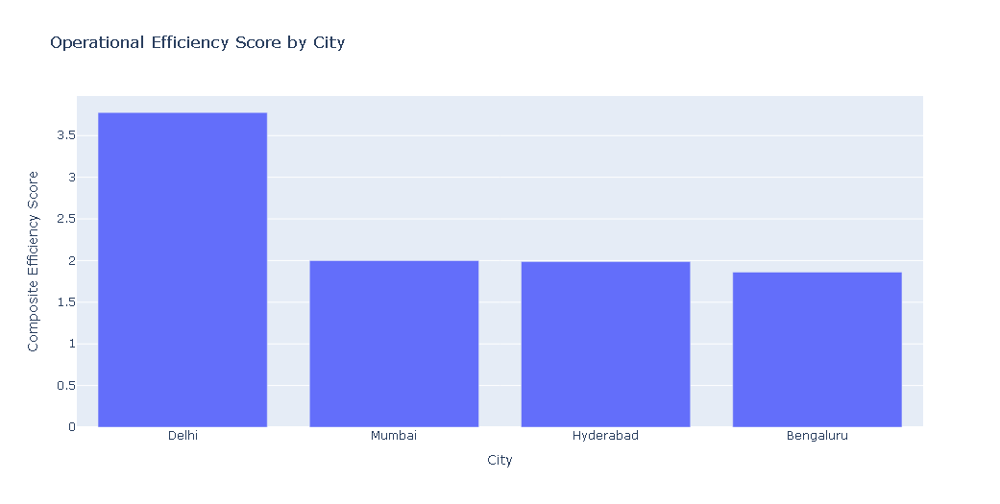 Operational Efficiency Score by City
Composite Efficiency Score
3.5
3
2.5
2
1.5
1
0.5
0
Delhi
Mumbai
Hyderabad
Bengaluru
City